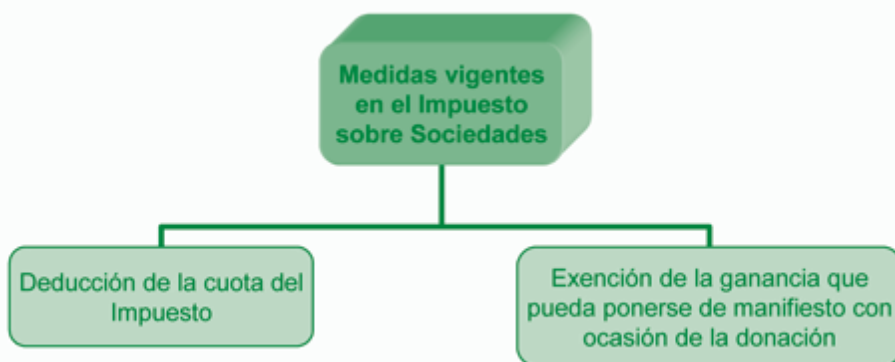 Medidas vigentes
en el Impuesto
sobre Sociedades
Deducción de la cuota del
Impuesto
Exención de la ganancia que
pueda ponerse de manifiesto con
ocasión de la donación